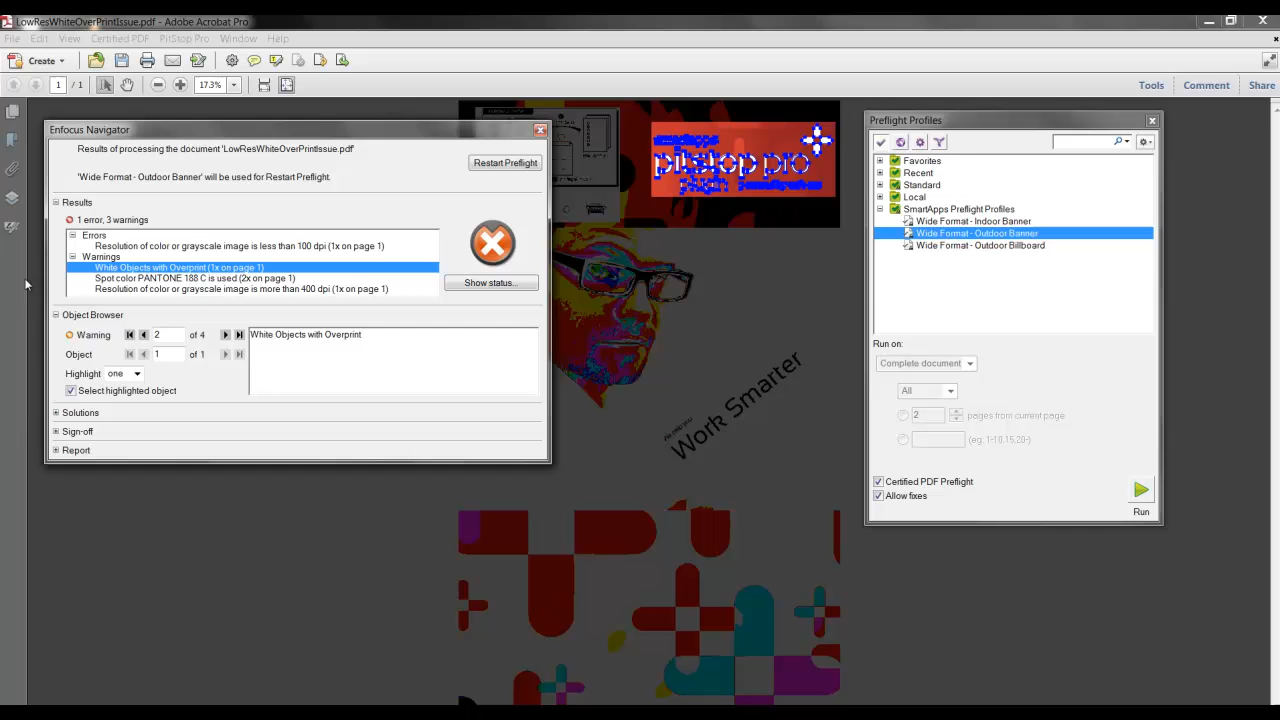 LowResWhiteOverPrintIssue.pdf - Adobe Acrobat Pro
File Edit View Certified PDF PitStop Pro Window Help
Create
1 / 1 17.3% Tools Comment Share
Enfocus Navigator
Results of processing the document 'LowResWhiteOverPrintIssue.pdf'
Restart Preflight
'Wide Format - Outdoor Banner' will be used for Restart Preflight.
Results
1 error, 3 warnings
Errors
Resolution of color or grayscale image is less than 100 dpi (1x on page 1)
Warnings
White Objects with Overprint (1x on page 1)
Spot color PANTONE 188 C is used (2x on page 1)
Resolution of color or grayscale image is more than 400 dpi (1x on page 1)
Show status...
Object Browser
Warning 2 of 4
White Objects with Overprint
Object 1 of 1
Highlight one
Select highlighted object
Solutions
Sign-off
Report
pitstop pro
Work Smarter
Preflight Profiles
Favorites
Recent
Standard
Local
SmartApps Preflight Profiles
Wide Format - Indoor Banner
Wide Format - Outdoor Banner
Wide Format - Outdoor Billboard
Run on:
Complete document
All
2 pages from current page
(eg. 1-10.15.20-)
Certified PDF Preflight
Allow fixes
Run